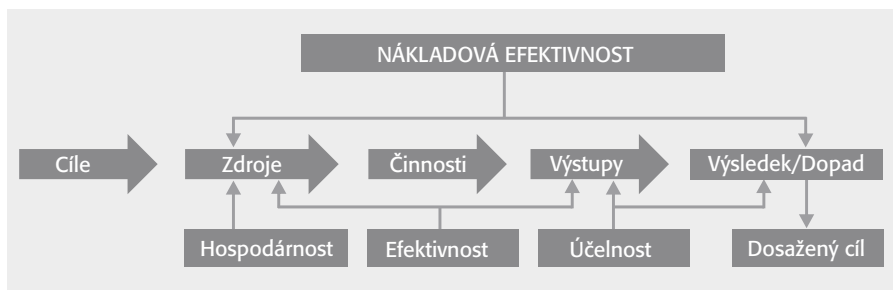 NÁKLADOVÁ EFEKTIVNOST
Cíle
Zdroje
Činnosti
Výstupy
Výsledek/Dopad
Hospodárnost
Efektivnost
Účelnost
Dosažený cíl